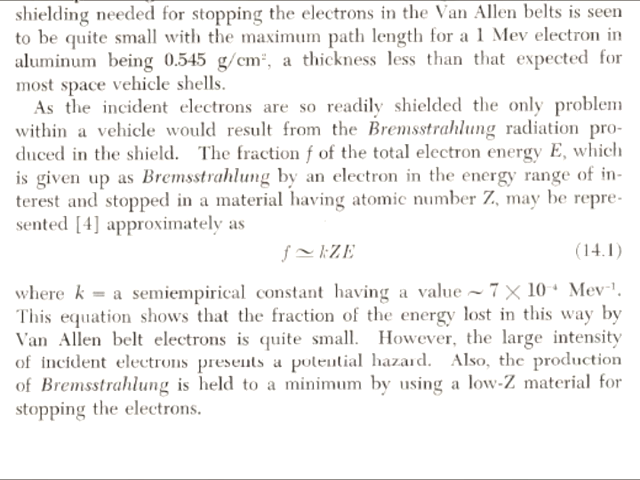 shielding needed for stopping the electrons in the Van Allen belts is seen
to be quite small with the maximum path length for a 1 Mev electron in
aluminum being 0.545 g/cm², a thickness less than that expected for
most space vehicle shells.
As the incident electrons are so readily shielded the only problem
within a vehicle would result from the Bremsstrahlung radiation pro-
duced in the shield. The fraction f of the total electron energy E, which
is given up as Bremsstrahlung by an electron in the energy range of in-
terest and stopped in a material having atomic number Z, may be repre-
sented [4] approximately as
f ≃ kZE (14.1)
where k = a semiempirical constant having a value ~ 7 × 10⁻⁴ Mev⁻¹.
This equation shows that the fraction of the energy lost in this way by
Van Allen belt electrons is quite small. However, the large intensity
of incident electrons presents a potential hazard. Also, the production
of Bremsstrahlung is held to a minimum by using a low-Z material for
stopping the electrons.